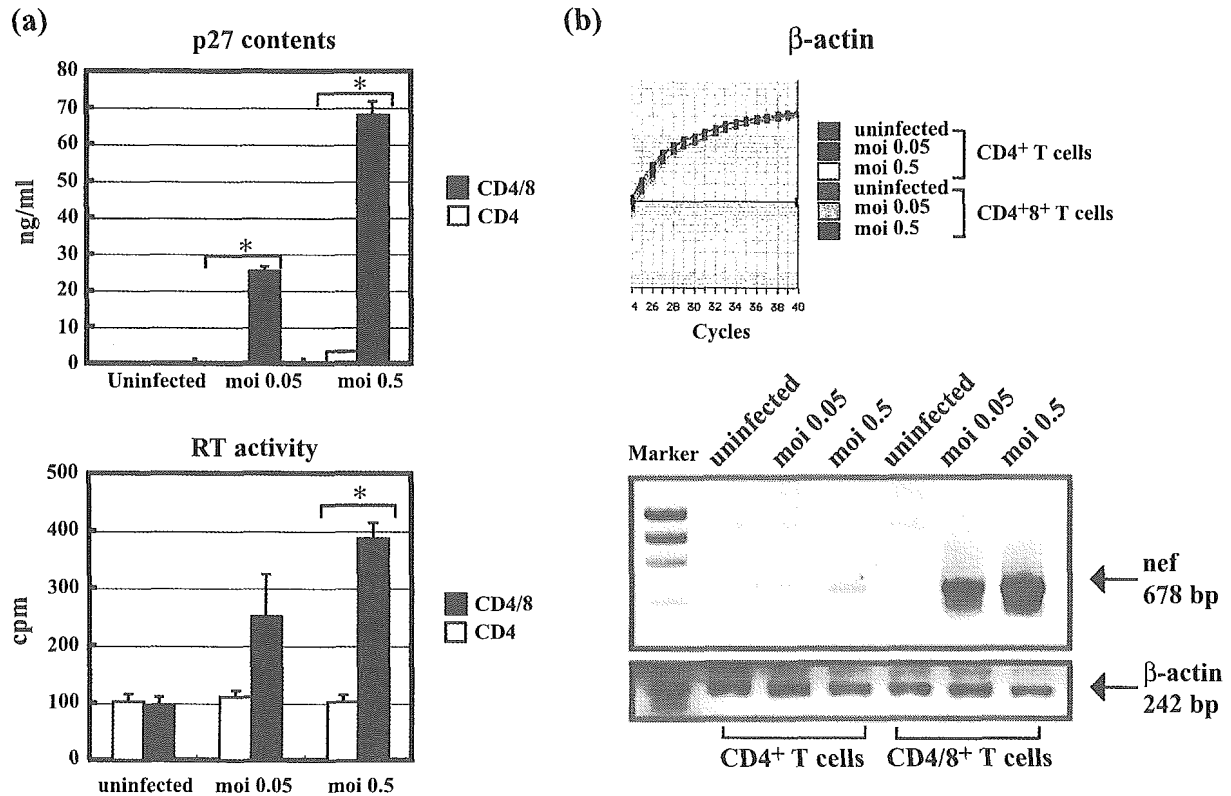 (a)
p27 contents
80
70
60
50
40
30
20
10
0
ng/ml
*
*
Uninfected moi 0.05 moi 0.5
CD4/8
CD4
RT activity
500
400
300
200
100
0
cpm
*
uninfected moi 0.05 moi 0.5
CD4/8
CD4
(b)
β-actin
4 26 28 30 32 34 36 38 40
Cycles
uninfected
moi 0.05
moi 0.5
CD4+ T cells
uninfected
moi 0.05
moi 0.5
CD4+8+ T cells
Marker uninfected moi 0.05 moi 0.5 uninfected moi 0.05 moi 0.5
nef
678 bp
β-actin
242 bp
CD4+ T cells CD4/8+ T cells